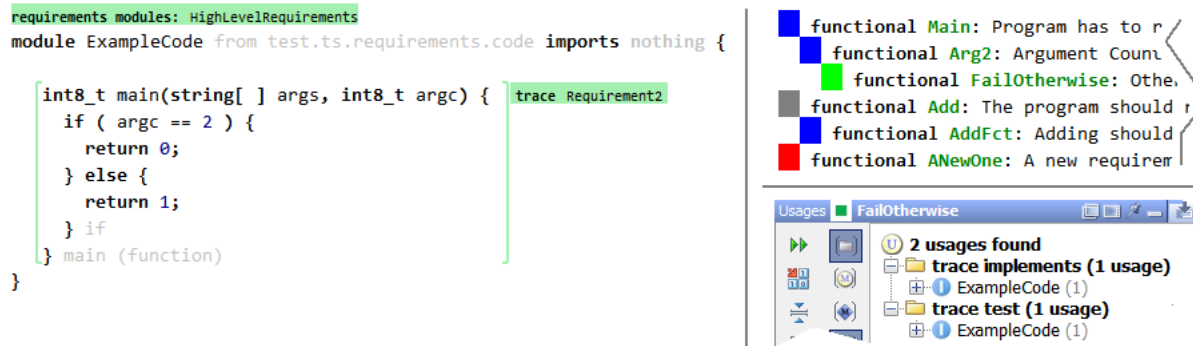 requirements modules: HighLevelRequirements
module ExampleCode from test.ts.requirements.code imports nothing {
int8_t main(string[ ] args, int8_t argc) { trace Requirement2
if ( argc == 2 ) {
return 0;
} else {
return 1;
} if
} main (function)
}
functional Main: Program has to r
functional Arg2: Argument Count
functional FailOtherwise: Othe
functional Add: The program should
functional AddFct: Adding should
functional ANewOne: A new requirem
Usages FailOtherwise
2 usages found
trace implements (1 usage)
ExampleCode (1)
trace test (1 usage)
ExampleCode (1)